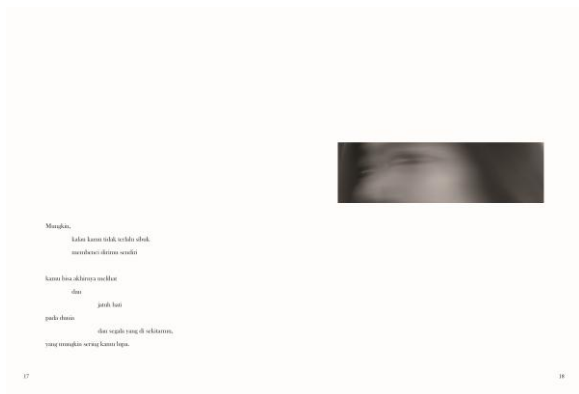 Mungkin,
kalau kamu tidak terlalu sibuk
membenci dirimu sendiri
kamu bisa akhirnya melihat
dan
jatuh hati
pada dunia
dan segala yang di sekitarmu,
yang mungkin sering kamu lupa.
17
18